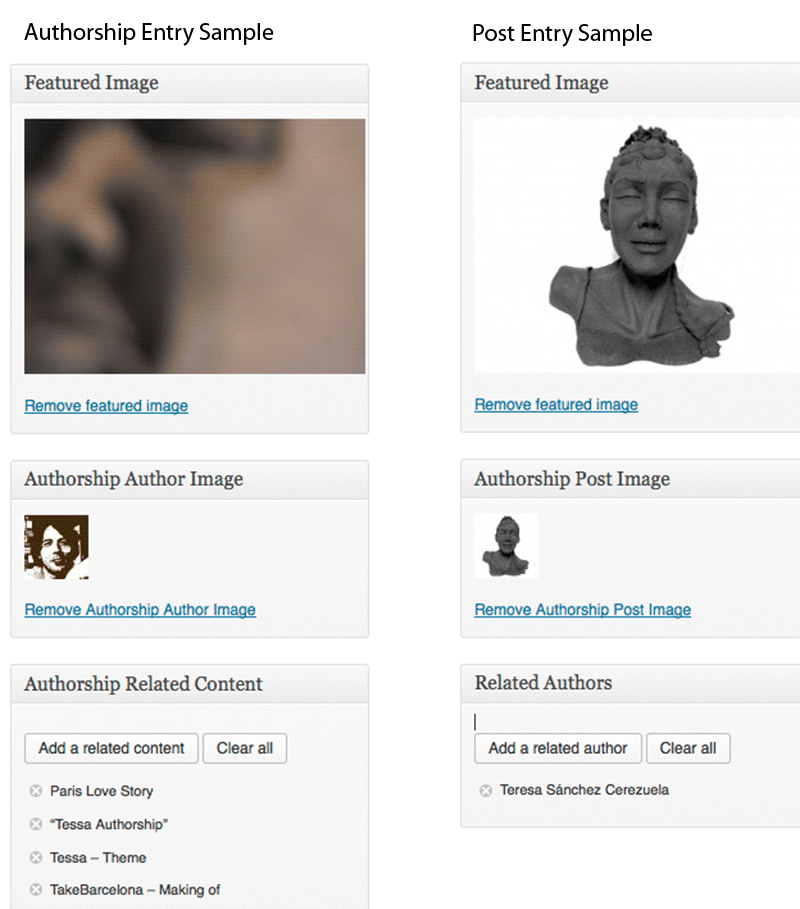 Authorship Entry Sample
Featured Image
Remove featured image
Authorship Author Image
Remove Authorship Author Image
Authorship Related Content
Add a related content Clear all
Paris Love Story
“Tessa Authorship”
Tessa – Theme
TakeBarcelona – Making of
Post Entry Sample
Featured Image
Remove featured image
Authorship Post Image
Remove Authorship Post Image
Related Authors
Add a related author Clear all
Teresa Sánchez Cerezuela